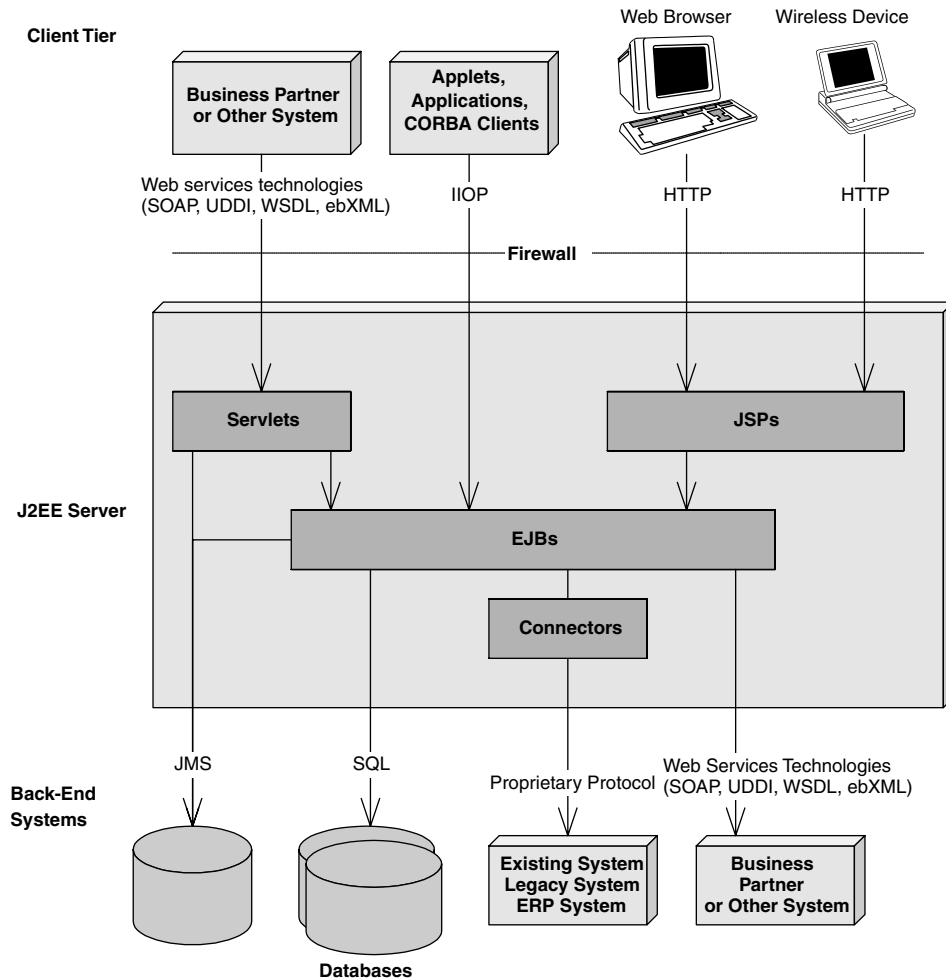 Client Tier
Web Browser
Wireless Device
Business Partner
or Other System
Applets,
Applications,
CORBA Clients
Web services technologies
(SOAP, UDDI, WSDL, ebXML)
IIOP
HTTP
HTTP
Firewall
Servlets
JSPs
J2EE Server
EJBs
Connectors
JMS
SQL
Proprietary Protocol
Web Services Technologies
(SOAP, UDDI, WSDL, ebXML)
Back-End
Systems
Existing System
Legacy System
ERP System
Business
Partner
or Other System
Databases